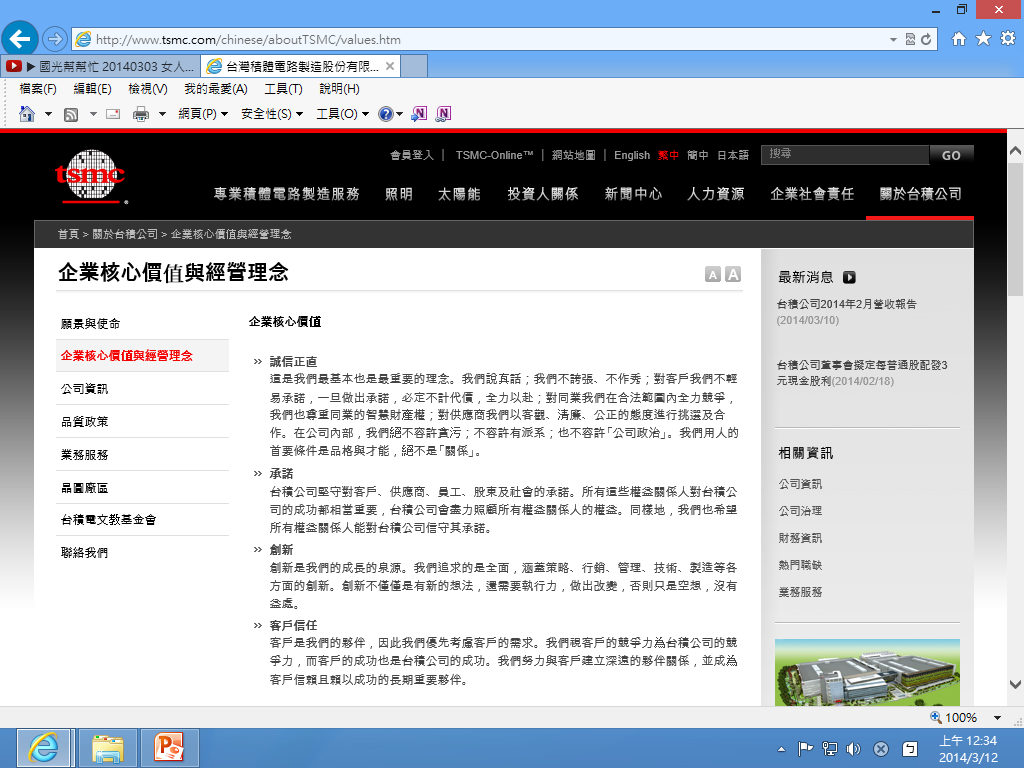 http://www.tsmc.com/chinese/aboutTSMC/values.htm
▶ 國光幫幫忙 20140303 女人...
台灣積體電路製造股份有限...
檔案(F) 編輯(E) 檢視(V) 我的最愛(A) 工具(T) 說明(H)
網頁(P) 安全性(S) 工具(O)
tsmc
會員登入 | TSMC-Online™ | 網站地圖 | English 繁中 簡中 日本語 搜尋 GO
專業積體電路製造服務 照明 太陽能 投資人關係 新聞中心 人力資源 企業社會責任 關於台積公司
首頁 > 關於台積公司 > 企業核心價值與經營理念
企業核心價值與經營理念
A A
願景與使命
企業核心價值與經營理念
公司資訊
品質政策
業務服務
晶圓廠區
台積電文教基金會
聯絡我們
企業核心價值
›› 誠信正直
這是我們最基本也是最重要的理念。我們說真話；我們不誇張、不作秀；對客戶我們不輕
易承諾，一旦做出承諾，必定不計代價，全力以赴；對同業我們在合法範圍內全力競爭，
我們也尊重同業的智慧財產權；對供應商我們以客觀、清廉、公正的態度進行挑選及合
作。在公司內部，我們絕不容許貪污；不容許有派系；也不容許「公司政治」。我們用人的
首要條件是品格與才能，絕不是「關係」。
›› 承諾
台積公司堅守對客戶、供應商、員工、股東及社會的承諾。所有這些權益關係人對台積公
司的成功都相當重要，台積公司會盡力照顧所有權益關係人的權益。同樣地，我們也希望
所有權益關係人能對台積公司信守其承諾。
›› 創新
創新是我們的成長的泉源。我們追求的是全面，涵蓋策略、行銷、管理、技術、製造等各
方面的創新。創新不僅僅是有新的想法，還需要執行力，做出改變，否則只是空想，沒有
益處。
›› 客戶信任
客戶是我們的夥伴，因此我們優先考慮客戶的需求。我們視客戶的競爭力為台積公司的競
爭力，而客戶的成功也是台積公司的成功。我們努力與客戶建立深遠的夥伴關係，並成為
客戶信賴且賴以成功的長期重要夥伴。
最新消息
台積公司2014年2月營收報告
(2014/03/10)
台積公司董事會擬定每普通股配發3
元現金股利(2014/02/18)
相關資訊
公司資訊
公司治理
財務資訊
熱門職缺
業務服務
100%
上午 12:34
2014/3/12